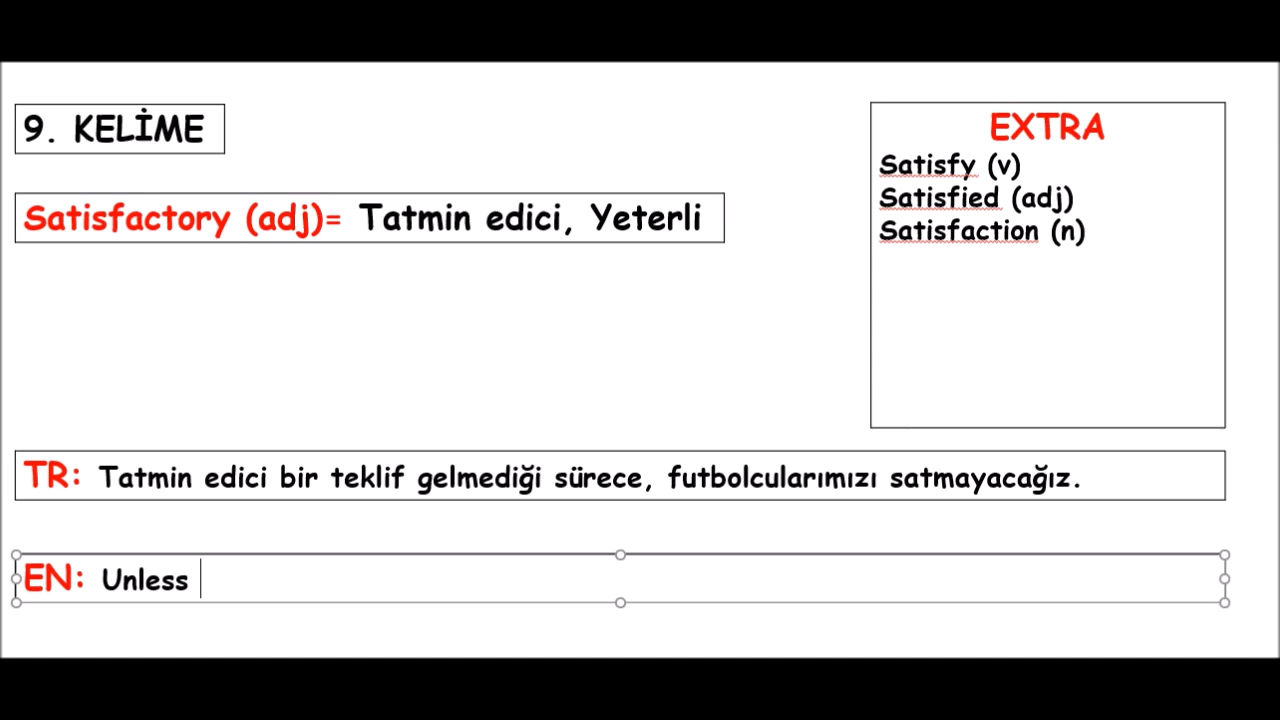 9. KELİME
Satisfactory (adj)= Tatmin edici, Yeterli
EXTRA
Satisfy (v)
Satisfied (adj)
Satisfaction (n)
TR: Tatmin edici bir teklif gelmediği sürece, futbolcularımızı satmayacağız.
EN: Unless